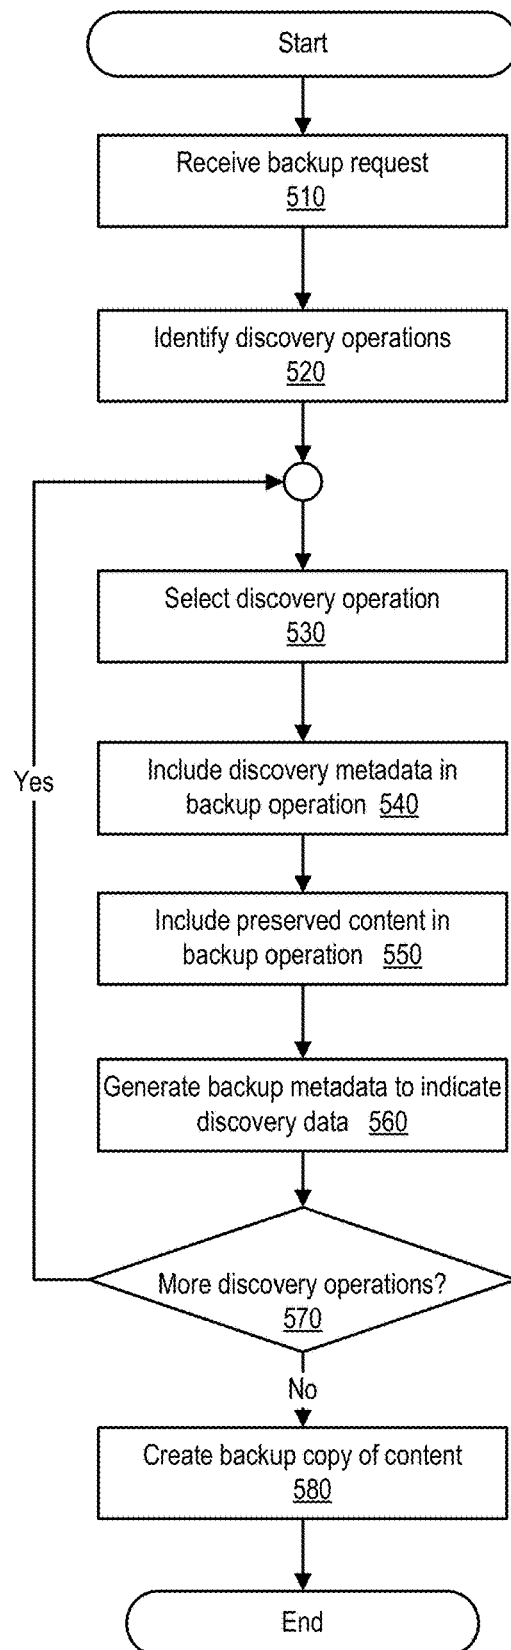 Start
Receive backup request
510
Identify discovery operations
520
Select discovery operation
530
Include discovery metadata in
backup operation 540
Yes
Include preserved content in
backup operation 550
Generate backup metadata to indicate
discovery data 560
More discovery operations?
570
No
Create backup copy of content
580
End